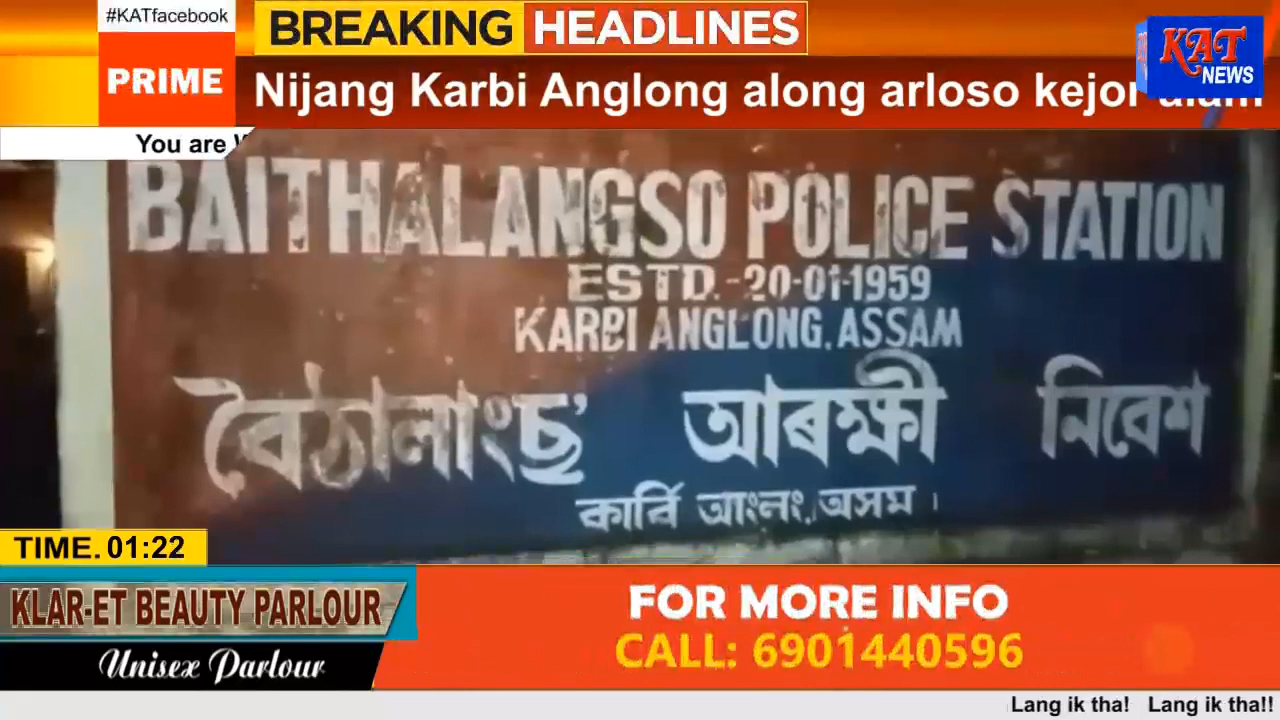 #KATfacebook
BREAKING HEADLINES
KAT NEWS
PRIME
Nijang Karbi Anglong along arloso kejor
You are
BAITHALANGSO POLICE STATION
ESTD.-20-01-1959
KARBI ANGLONG, ASSAM
বৈঠালাংছ' আৰক্ষী নিবেশ
কাৰ্বি আংলং, অসম।
TIME. 01:22
KLAR-ET BEAUTY PARLOUR
Unisex Parlour
FOR MORE INFO
CALL: 6901440596
Lang ik tha! Lang ik tha!!